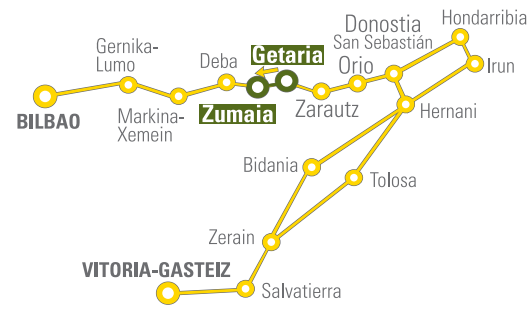 Hondarribia
Donostia
San Sebastián
Gernika-
Lumo
Deba
Getaria
Orio
Irun
BILBAO
Markina-
Xemein
Zumaia
Zarautz
Hernani
Bidania
Tolosa
Zerain
VITORIA-GASTEIZ
Salvatierra